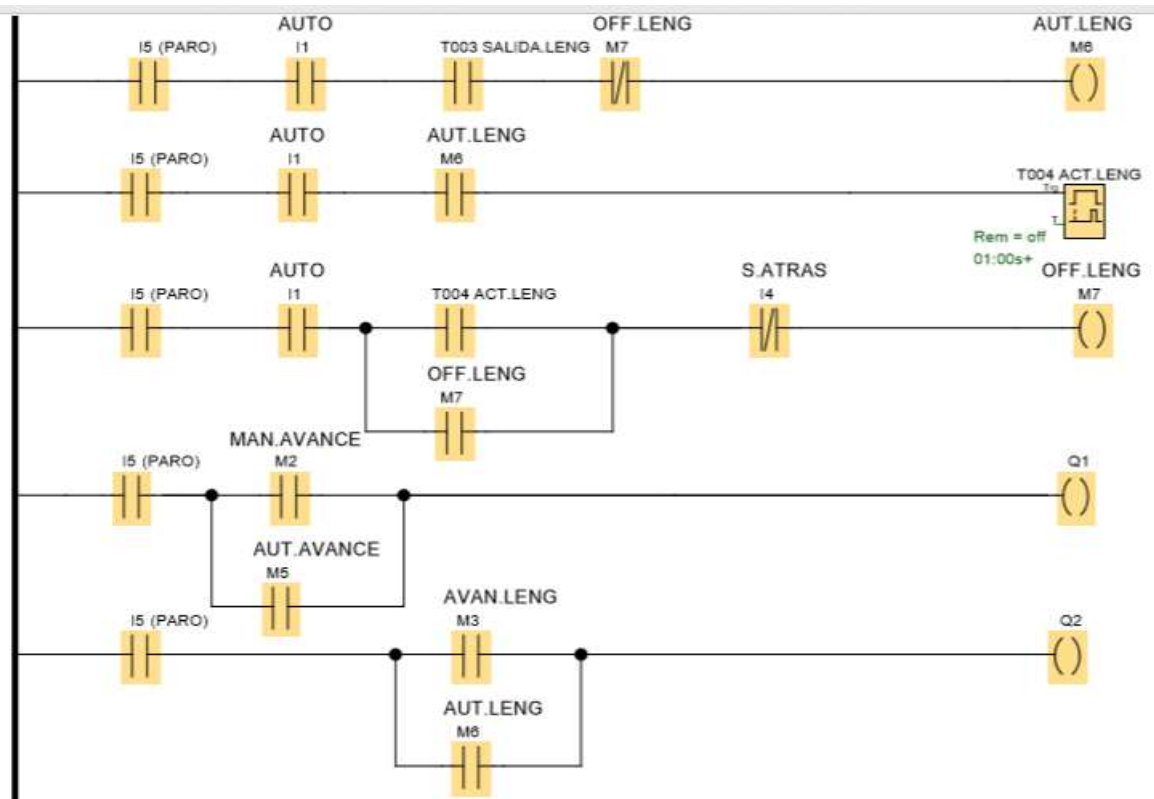 AUTO OFF.LENG AUT.LENG
I5 (PARO) I1 T003 SALIDA.LENG M7 M6
AUTO AUT.LENG
I5 (PARO) I1 M6
T004 ACT.LENG
Trg
T
Rem = off
01:00s+
AUTO S.ATRAS OFF.LENG
I5 (PARO) I1 T004 ACT.LENG I4 M7
OFF.LENG
M7
MAN.AVANCE
I5 (PARO) M2 Q1
AUT.AVANCE
M5
AVAN.LENG
I5 (PARO) M3 Q2
AUT.LENG
M6